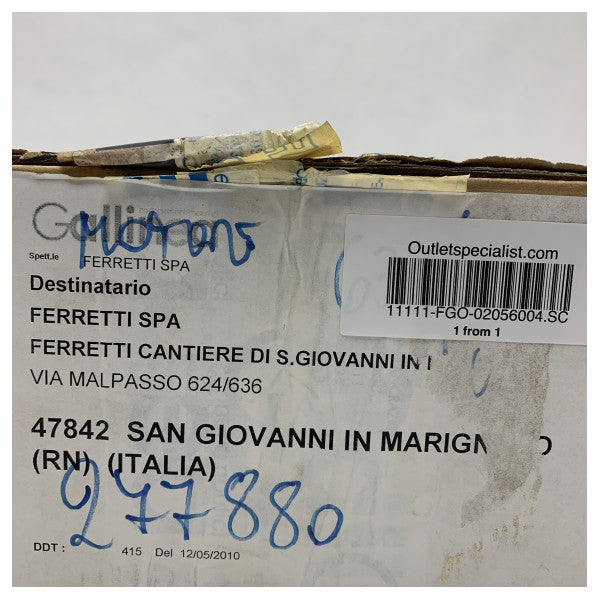 Outletspecialist.com
11111-FGO-02056004.SC
1 from 1
Spett.le FERRETTI SPA
Destinatario
FERRETTI SPA
FERRETTI CANTIERE DI S.GIOVANNI IN
VIA MALPASSO 624/636
47842 SAN GIOVANNI IN
(RN) (ITALIA)
277880
DDT : 415 Del 12/05/2010